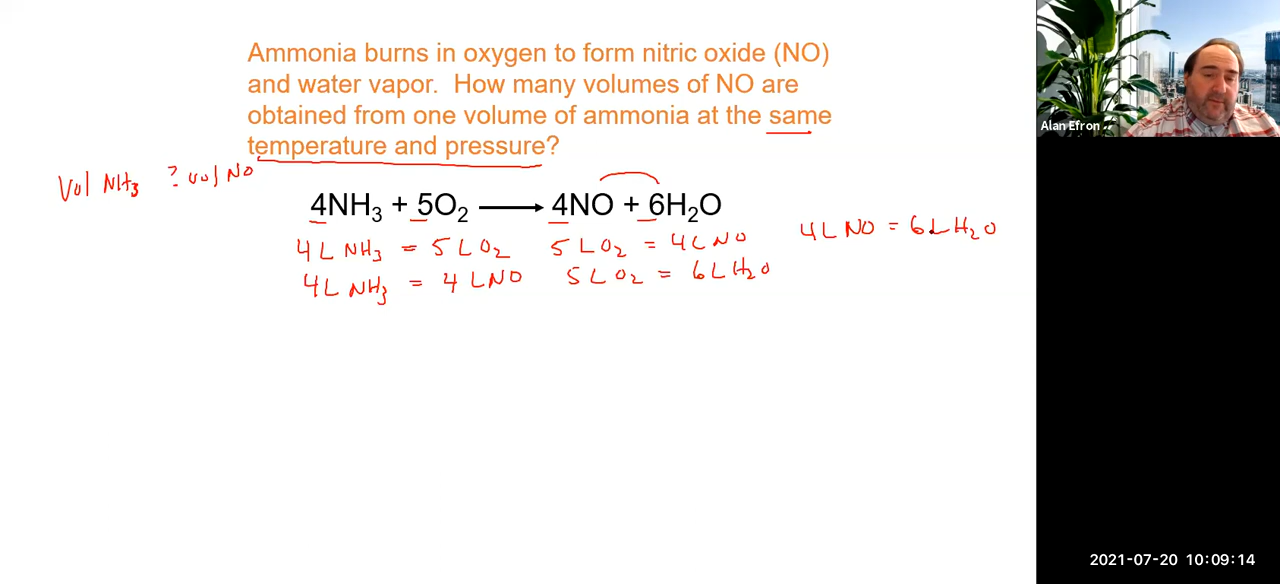 Ammonia burns in oxygen to form nitric oxide (NO)
and water vapor. How many volumes of NO are
obtained from one volume of ammonia at the same
temperature and pressure?
Vol NH₃ ? vol NO
4NH₃ + 5O₂ ⟶ 4NO + 6H₂O
4 L NH₃ = 5 L O₂ 5 L O₂ = 4 L NO 4 L NO = 6 L H₂O
4 L NH₃ = 4 L NO 5 L O₂ = 6 L H₂O
Alan Efron
2021-07-20 10:09:14